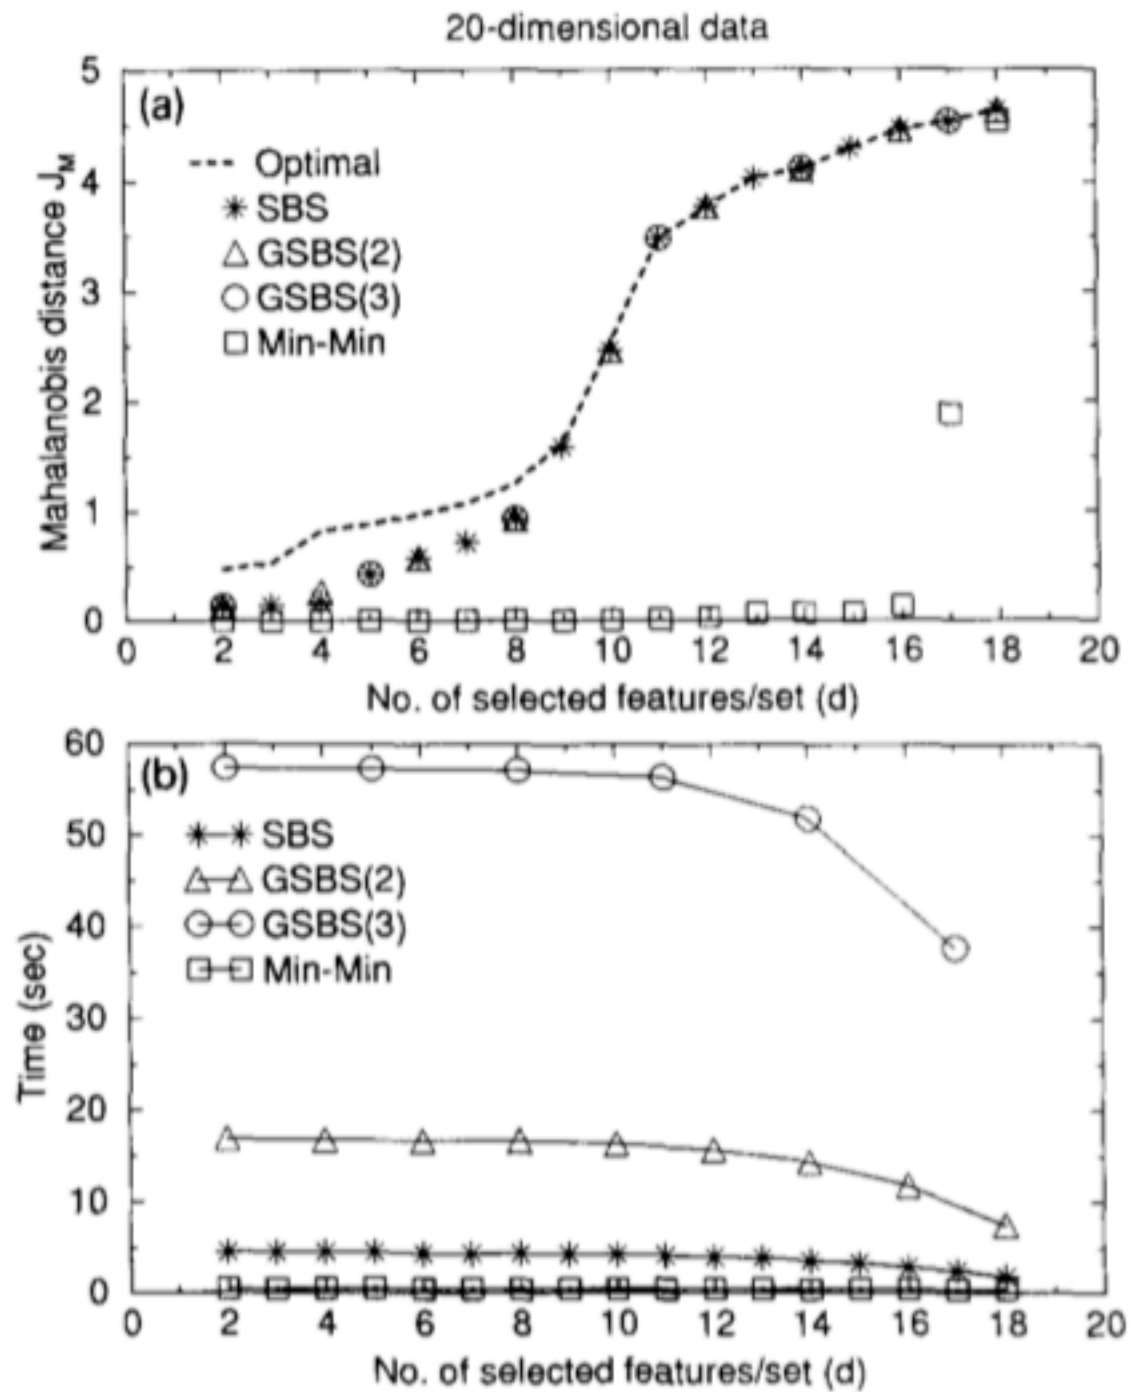 20-dimensional data
5
4
3
2
1
0
Mahalanobis distance J_M
(a)
Optimal
SBS
GSBS(2)
GSBS(3)
Min-Min
0 2 4 6 8 10 12 14 16 18 20
No. of selected features/set (d)
60
50
40
30
20
10
0
Time (sec)
(b)
SBS
GSBS(2)
GSBS(3)
Min-Min
0 2 4 6 8 10 12 14 16 18 20
No. of selected features/set (d)